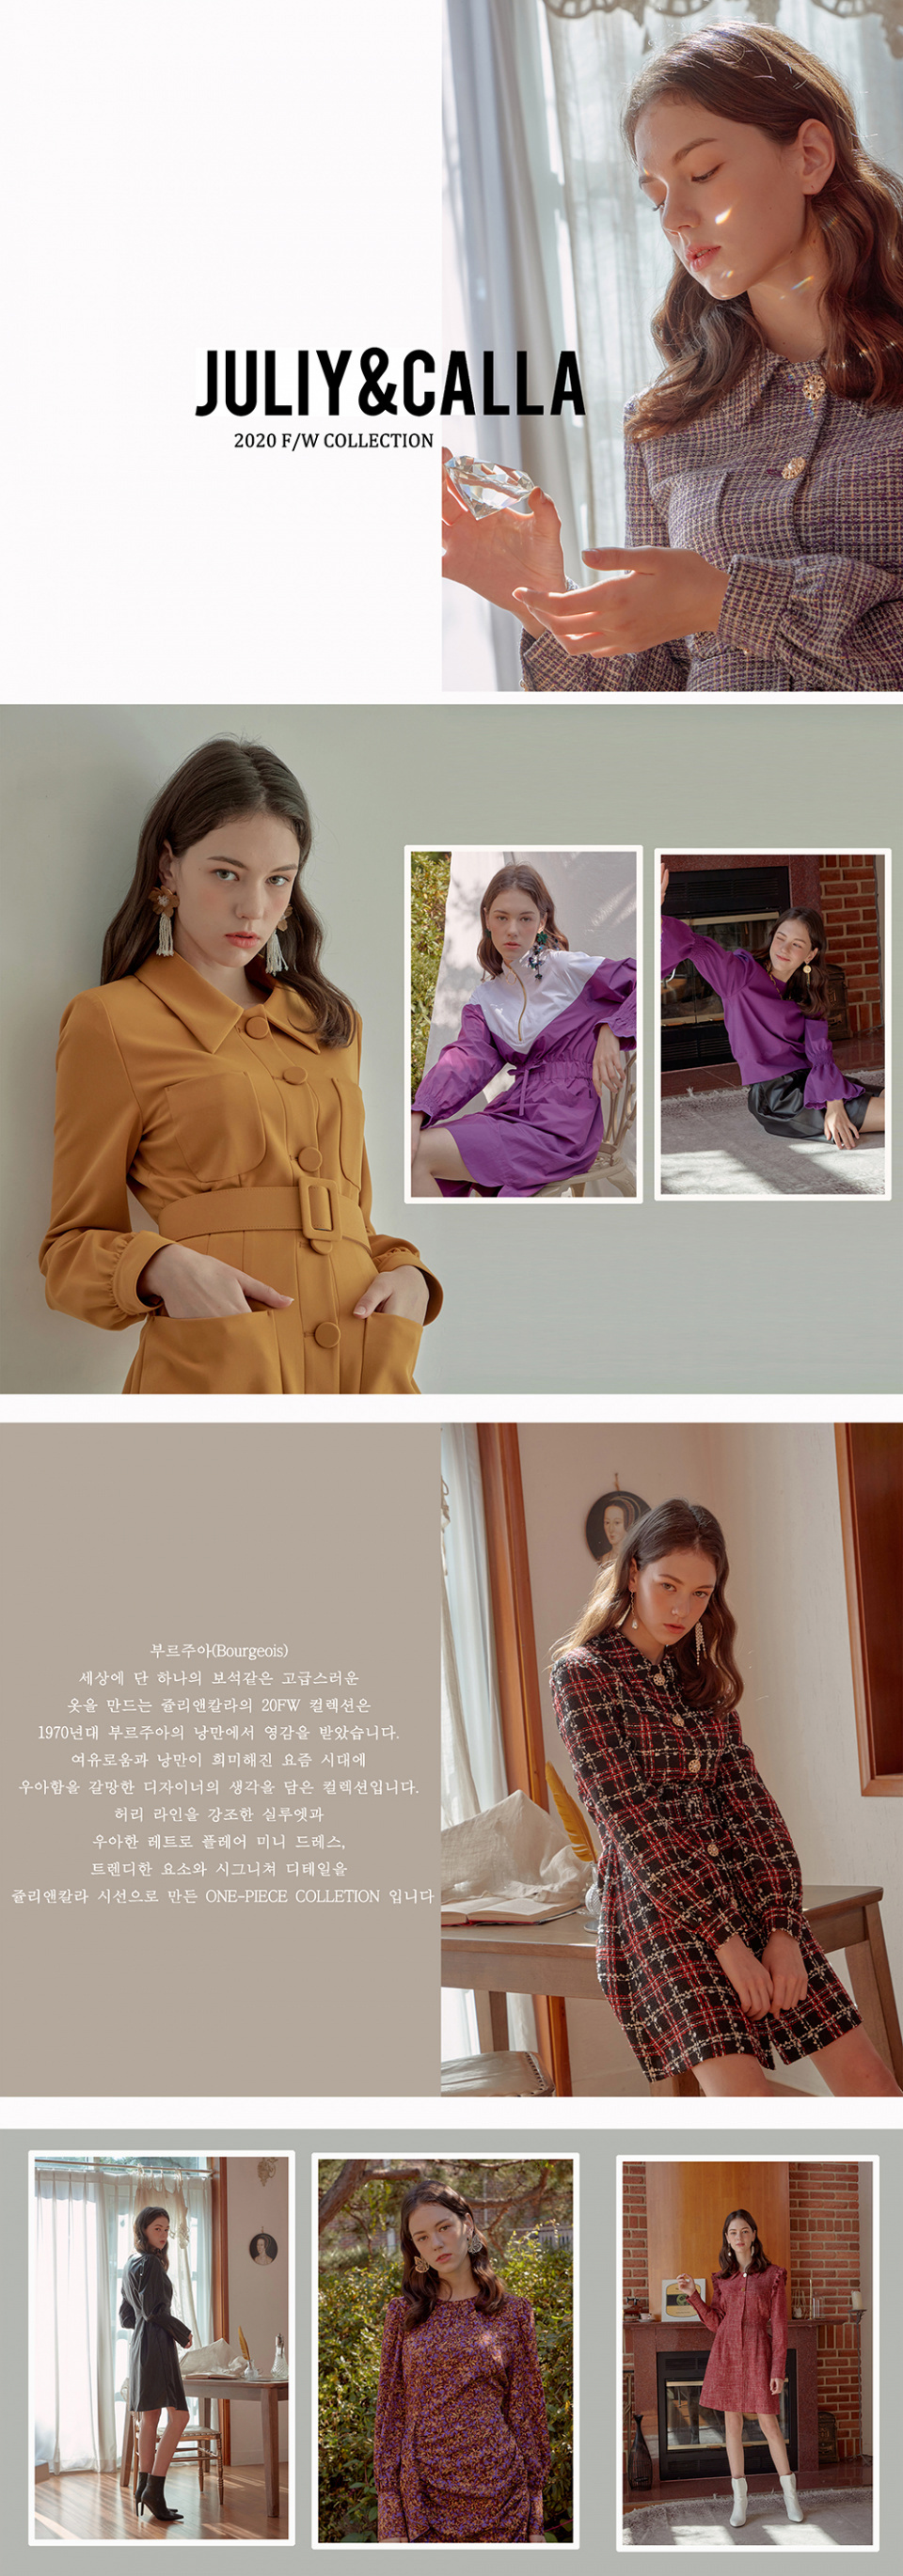 JULIY&CALLA
2020 F/W COLLECTION
부르주아(Bourgeois)
세상에 단 하나의 보석같은 고급스러운
옷을 만드는 쥴리앤칼라의 20FW 컬렉션은
1970년대 부르주아의 낭만에서 영감을 받았습니다.
여유로움과 낭만이 희미해진 요즘 시대에
우아함을 갈망한 디자이너의 생각을 담은 컬렉션입니다.
허리 라인을 강조한 실루엣과
우아한 레트로 플레어 미니 드레스,
트렌디한 요소와 시그니쳐 디테일을
쥴리앤칼라 시선으로 만든 ONE-PIECE COLLETION 입니다